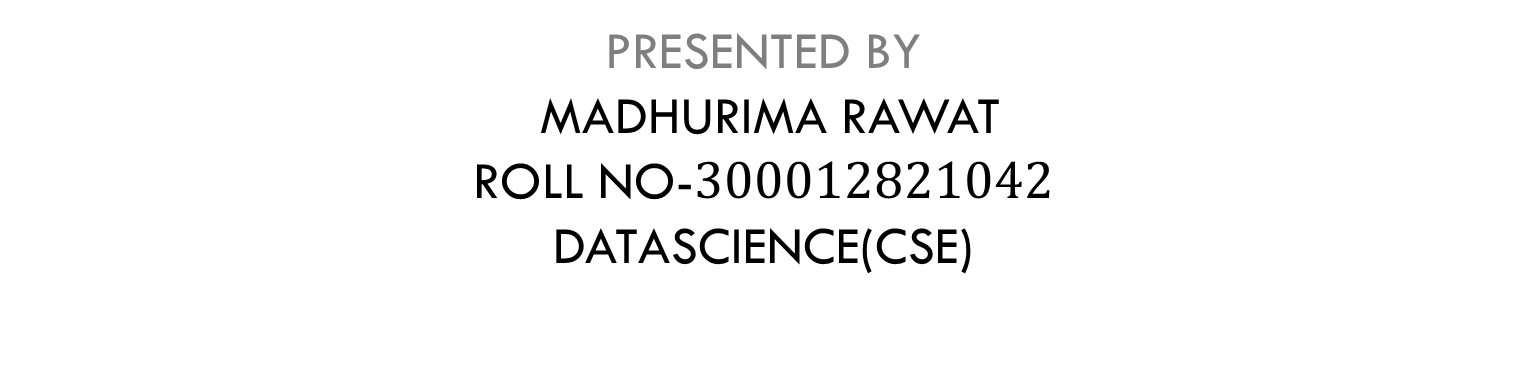 PRESENTED BY
MADHURIMA RAWAT
ROLL NO-300012821042
DATASCIENCE(CSE)